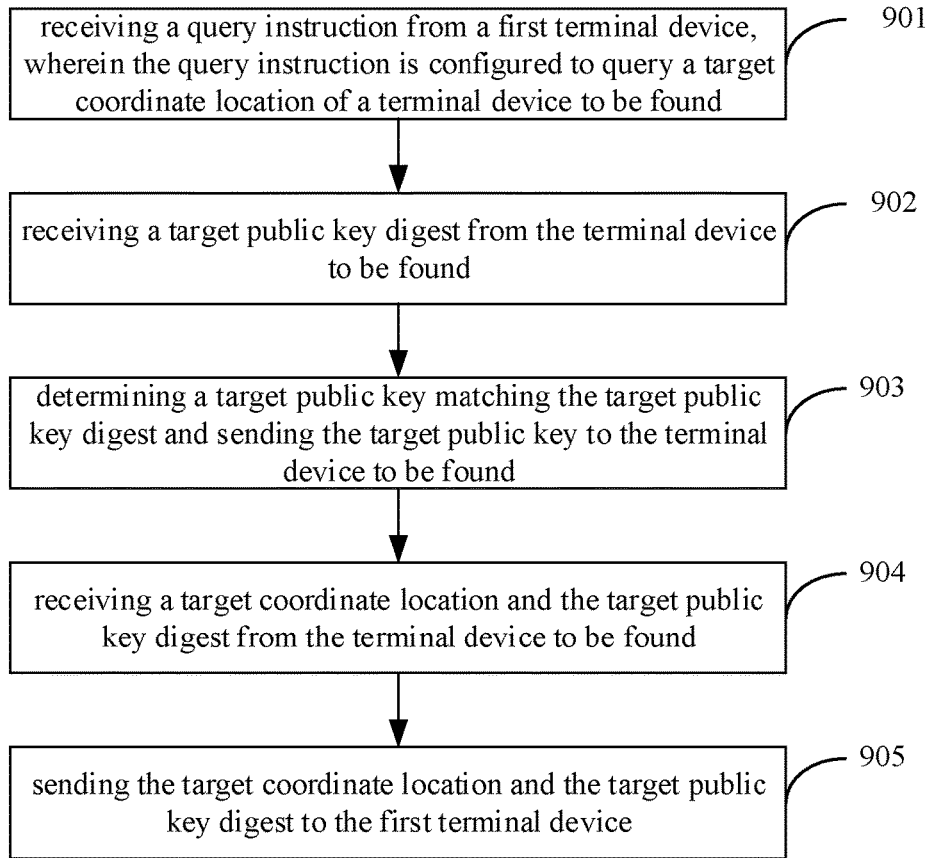 receiving a query instruction from a first terminal device,
wherein the query instruction is configured to query a target
coordinate location of a terminal device to be found
901
receiving a target public key digest from the terminal device
to be found
902
determining a target public key matching the target public
key digest and sending the target public key to the terminal
device to be found
903
receiving a target coordinate location and the target public
key digest from the terminal device to be found
904
sending the target coordinate location and the target public
key digest to the first terminal device
905